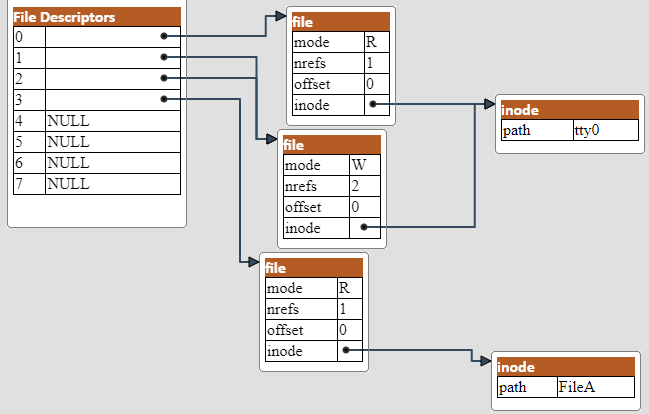 File Descriptors
0
1
2
3
4 NULL
5 NULL
6 NULL
7 NULL
file
mode R
nrefs 1
offset 0
inode
file
mode W
nrefs 2
offset 0
inode
file
mode R
nrefs 1
offset 0
inode
inode
path tty0
inode
path FileA